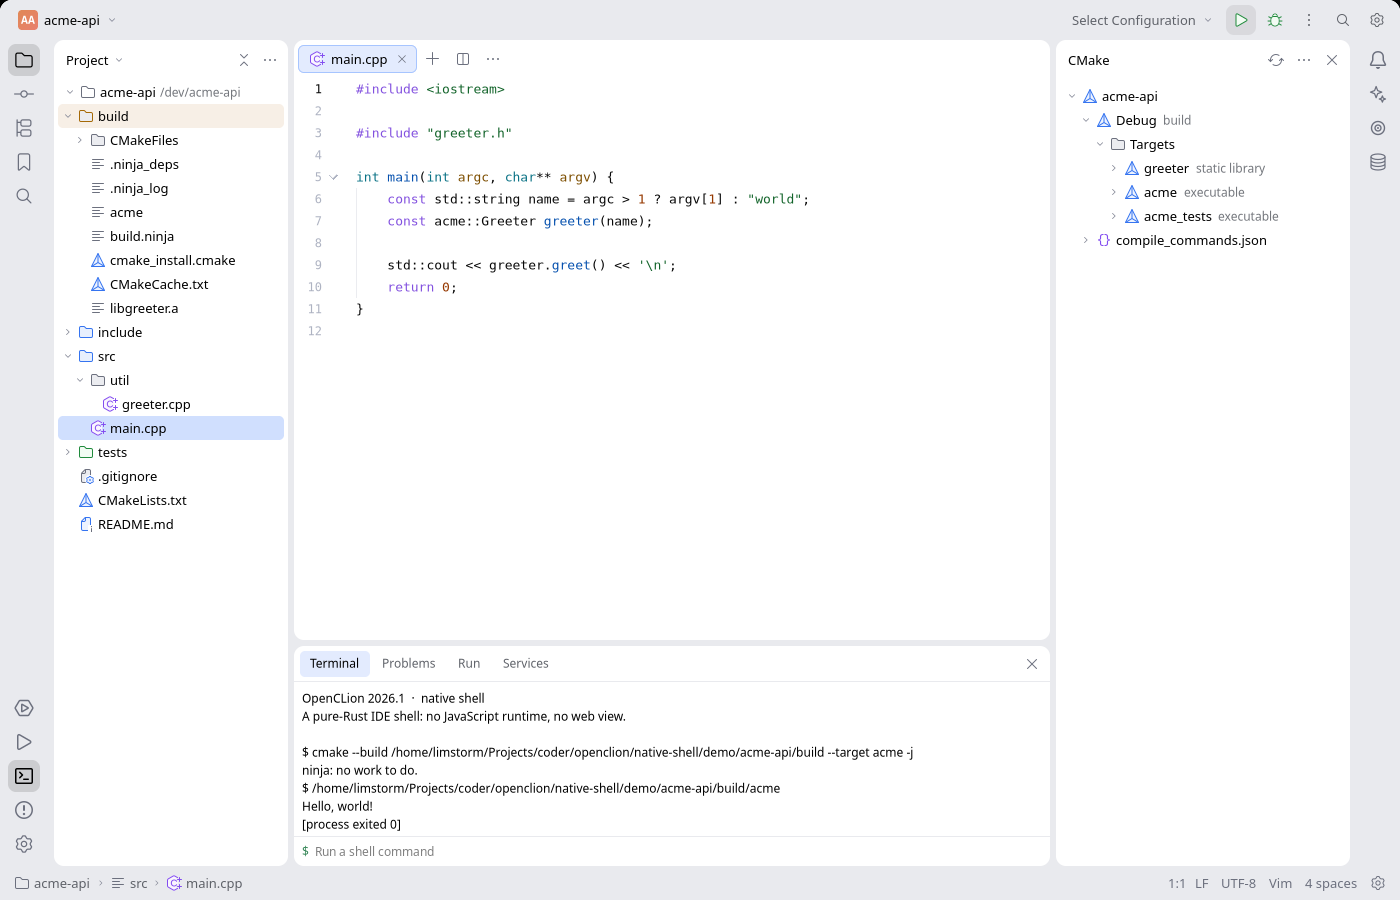 AA acme-api
Select Configuration
Project
acme-api /dev/acme-api
build
CMakeFiles
.ninja_deps
.ninja_log
acme
build.ninja
cmake_install.cmake
CMakeCache.txt
libgreeter.a
include
src
util
greeter.cpp
main.cpp
tests
.gitignore
CMakeLists.txt
README.md
main.cpp
1 #include <iostream>
2
3 #include "greeter.h"
4
5 int main(int argc, char** argv) {
6     const std::string name = argc > 1 ? argv[1] : "world";
7     const acme::Greeter greeter(name);
8
9     std::cout << greeter.greet() << '\n';
10     return 0;
11 }
12
Terminal Problems Run Services
OpenCLion 2026.1 · native shell
A pure-Rust IDE shell: no JavaScript runtime, no web view.
$ cmake --build /home/limstorm/Projects/coder/openclion/native-shell/demo/acme-api/build --target acme -j
ninja: no work to do.
$ /home/limstorm/Projects/coder/openclion/native-shell/demo/acme-api/build/acme
Hello, world!
[process exited 0]
$ Run a shell command
CMake
acme-api
Debug build
Targets
greeter static library
acme executable
acme_tests executable
{} compile_commands.json
acme-api > src > main.cpp
1:1 LF UTF-8 Vim 4 spaces